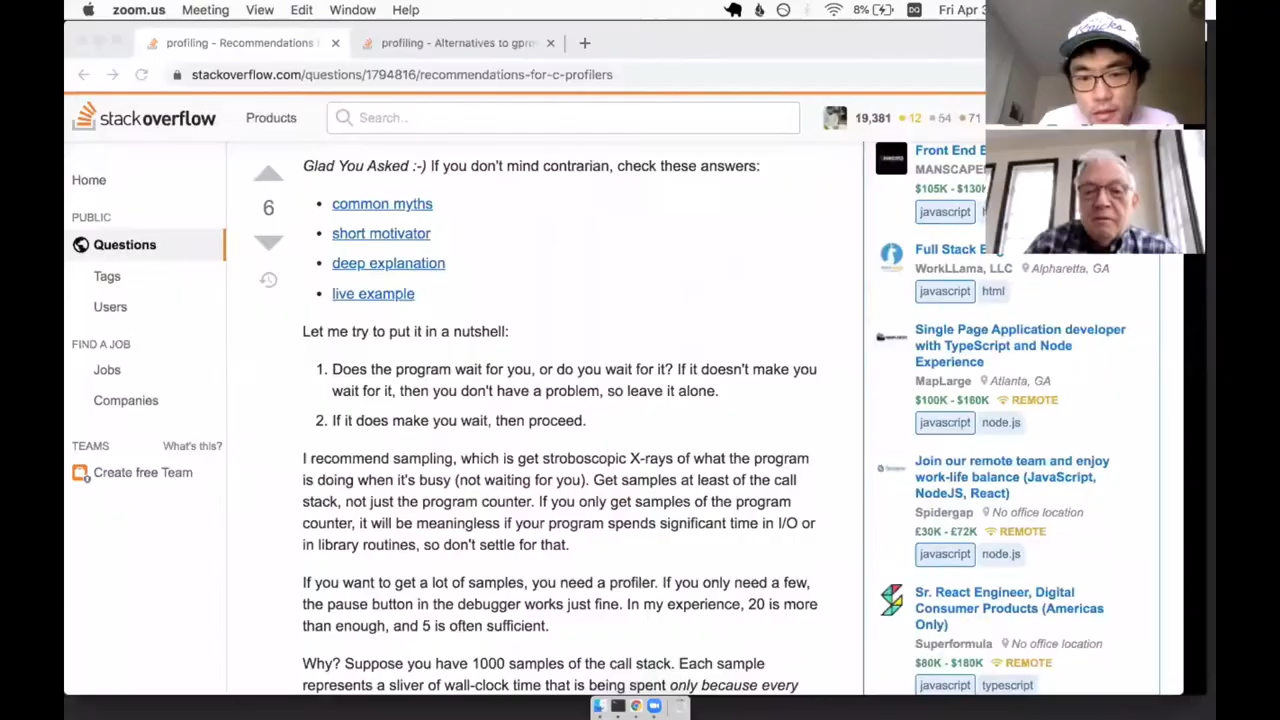 zoom.us Meeting View Edit Window Help 8% Fri Apr 3
profiling - Recommendations
profiling - Alternatives to gpro
stackoverflow.com/questions/1794816/recommendations-for-c-profilers
stackoverflow Products Search... 19,381 12 54 71
Home
PUBLIC
Questions
Tags
Users
FIND A JOB
Jobs
Companies
TEAMS What's this?
Create free Team
6
Glad You Asked :-) If you don't mind contrarian, check these answers:
• common myths
• short motivator
• deep explanation
• live example
Let me try to put it in a nutshell:
1. Does the program wait for you, or do you wait for it? If it doesn't make you
wait for it, then you don't have a problem, so leave it alone.
2. If it does make you wait, then proceed.
I recommend sampling, which is get stroboscopic X-rays of what the program
is doing when it's busy (not waiting for you). Get samples at least of the call
stack, not just the program counter. If you only get samples of the program
counter, it will be meaningless if your program spends significant time in I/O or
in library routines, so don't settle for that.
If you want to get a lot of samples, you need a profiler. If you only need a few,
the pause button in the debugger works just fine. In my experience, 20 is more
than enough, and 5 is often sufficient.
Why? Suppose you have 1000 samples of the call stack. Each sample
represents a sliver of wall-clock time that is being spent only because every
Front End E
MANSCAPE
$105K - $130K
javascript
Full Stack E
WorkLLama, LLC Alpharetta, GA
javascript html
Single Page Application developer
with TypeScript and Node
Experience
MapLarge Atlanta, GA
$100K - $160K REMOTE
javascript node.js
Join our remote team and enjoy
work-life balance (JavaScript,
NodeJS, React)
Spidergap No office location
£30K - £72K REMOTE
javascript node.js
Sr. React Engineer, Digital
Consumer Products (Americas
Only)
Superformula No office location
$80K - $180K REMOTE
javascript typescript